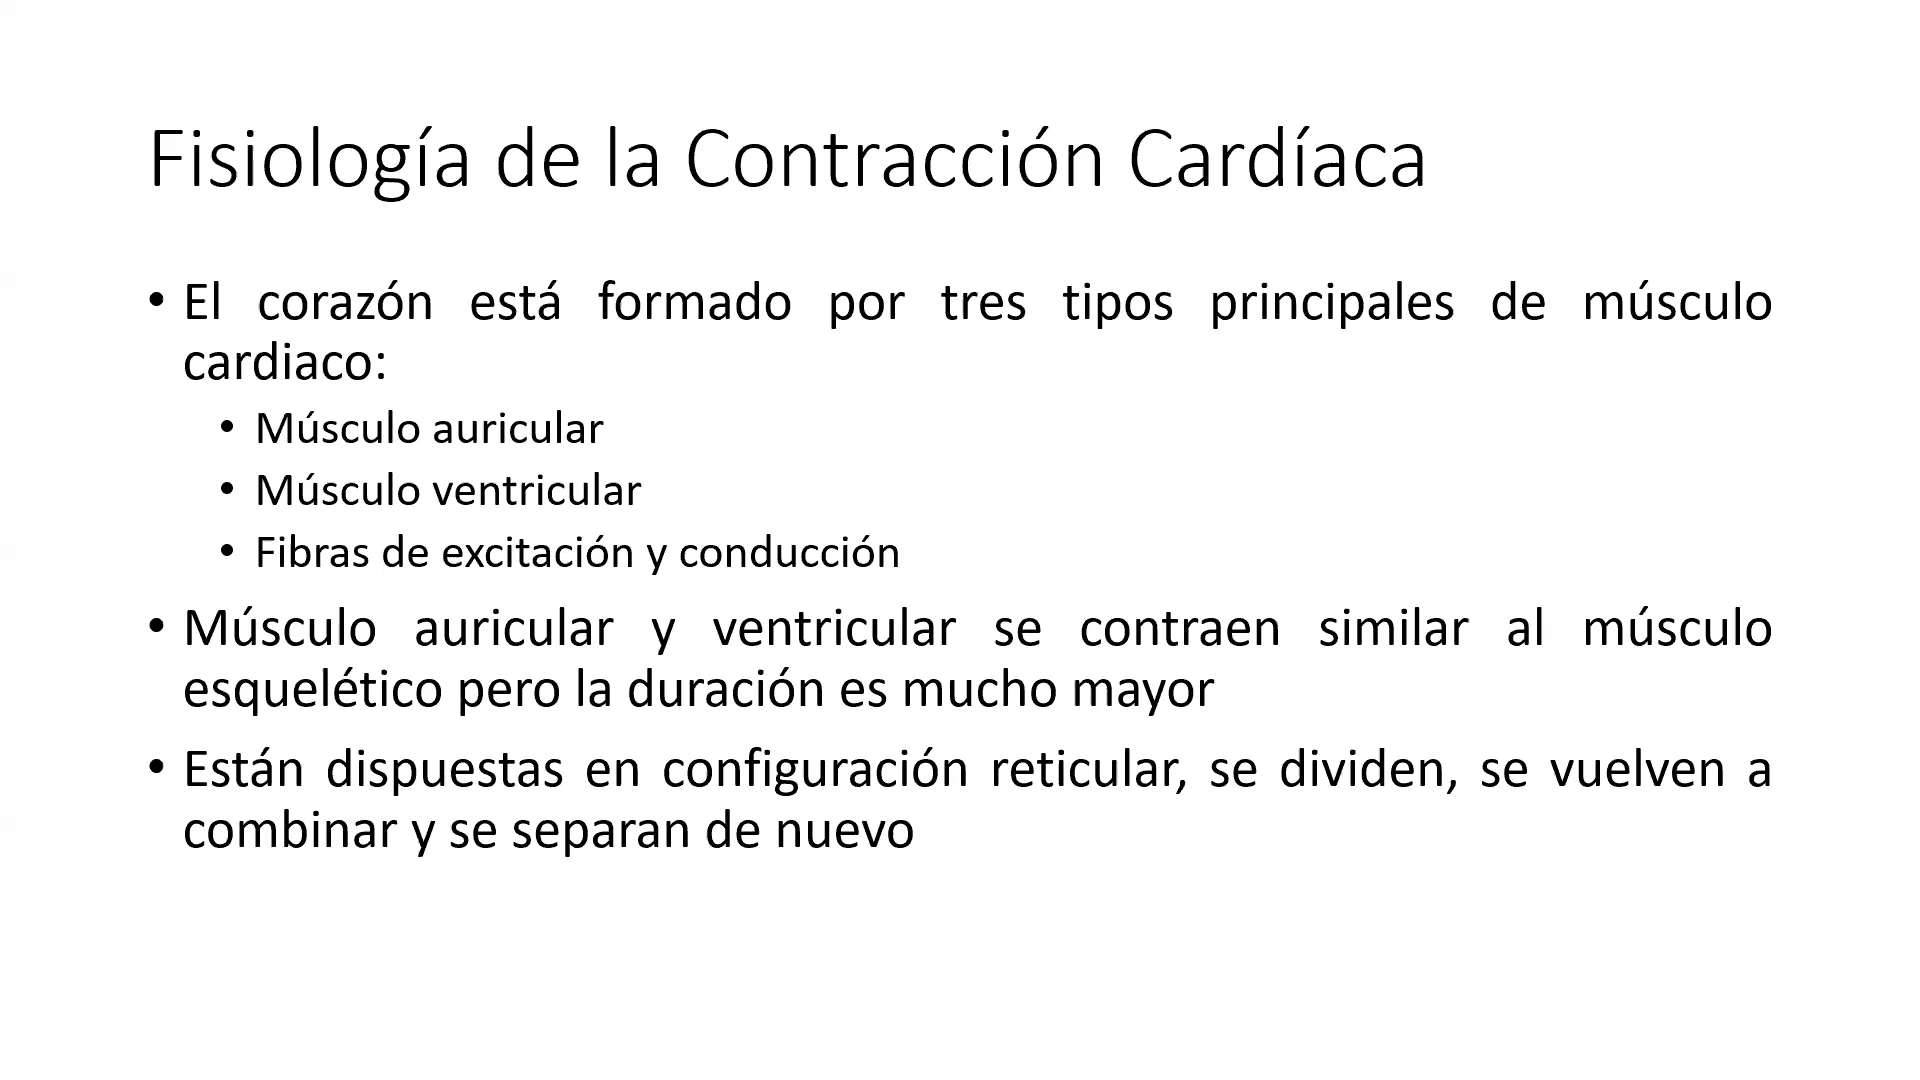 Fisiología de la Contracción Cardíaca
• El corazón está formado por tres tipos principales de músculo
cardiaco:
• Músculo auricular
• Músculo ventricular
• Fibras de excitación y conducción
• Músculo auricular y ventricular se contraen similar al músculo
esquelético pero la duración es mucho mayor
• Están dispuestas en configuración reticular, se dividen, se vuelven a
combinar y se separan de nuevo